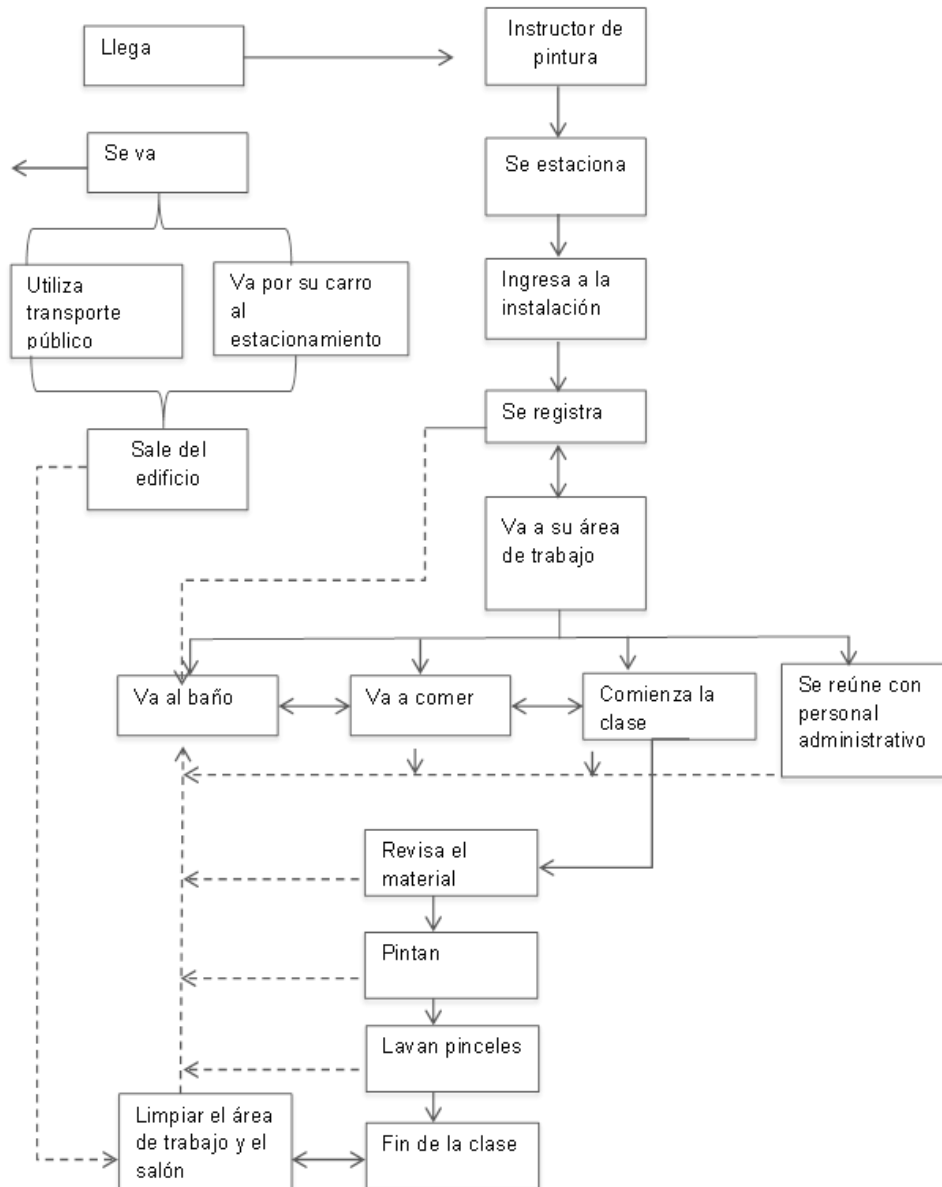 Llega
Instructor de
pintura
Se va
Se estaciona
Utiliza
transporte
público
Va por su carro
al
estacionamiento
Ingresa a la
instalación
Se registra
Sale del
edificio
Va a su área
de trabajo
Va al baño
Va a comer
Comienza la
clase
Se reúne con
personal
administrativo
Revisa el
material
Pintan
Lavan pinceles
Limpiar el área
de trabajo y el
salón
Fin de la clase